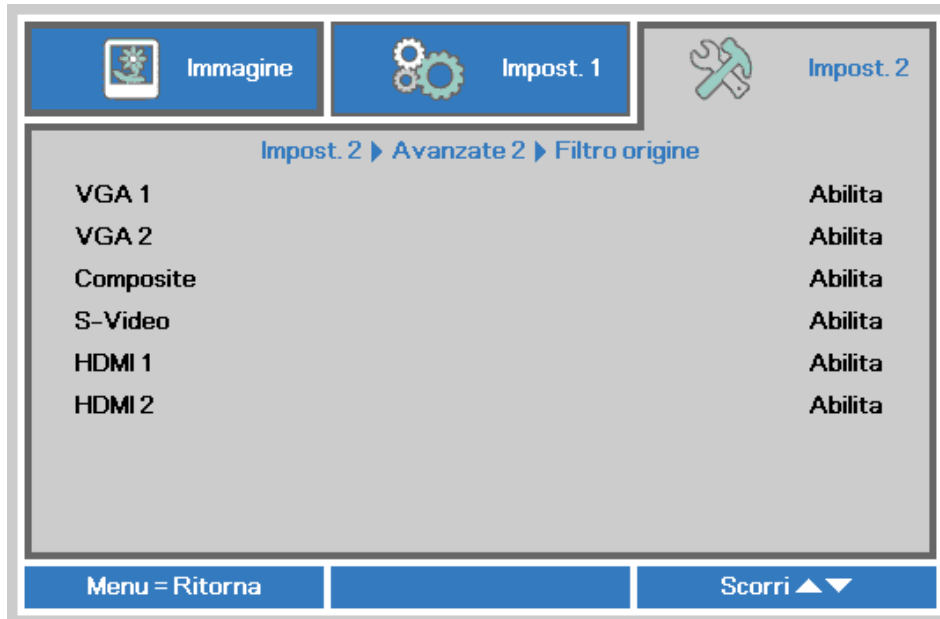 Immagine
Impost. 1
Impost. 2
Impost. 2 ▶ Avanzate 2 ▶ Filtro origine
VGA 1 Abilita
VGA 2 Abilita
Composite Abilita
S-Video Abilita
HDMI 1 Abilita
HDMI 2 Abilita
Menu = Ritorna
Scorri ▲▼